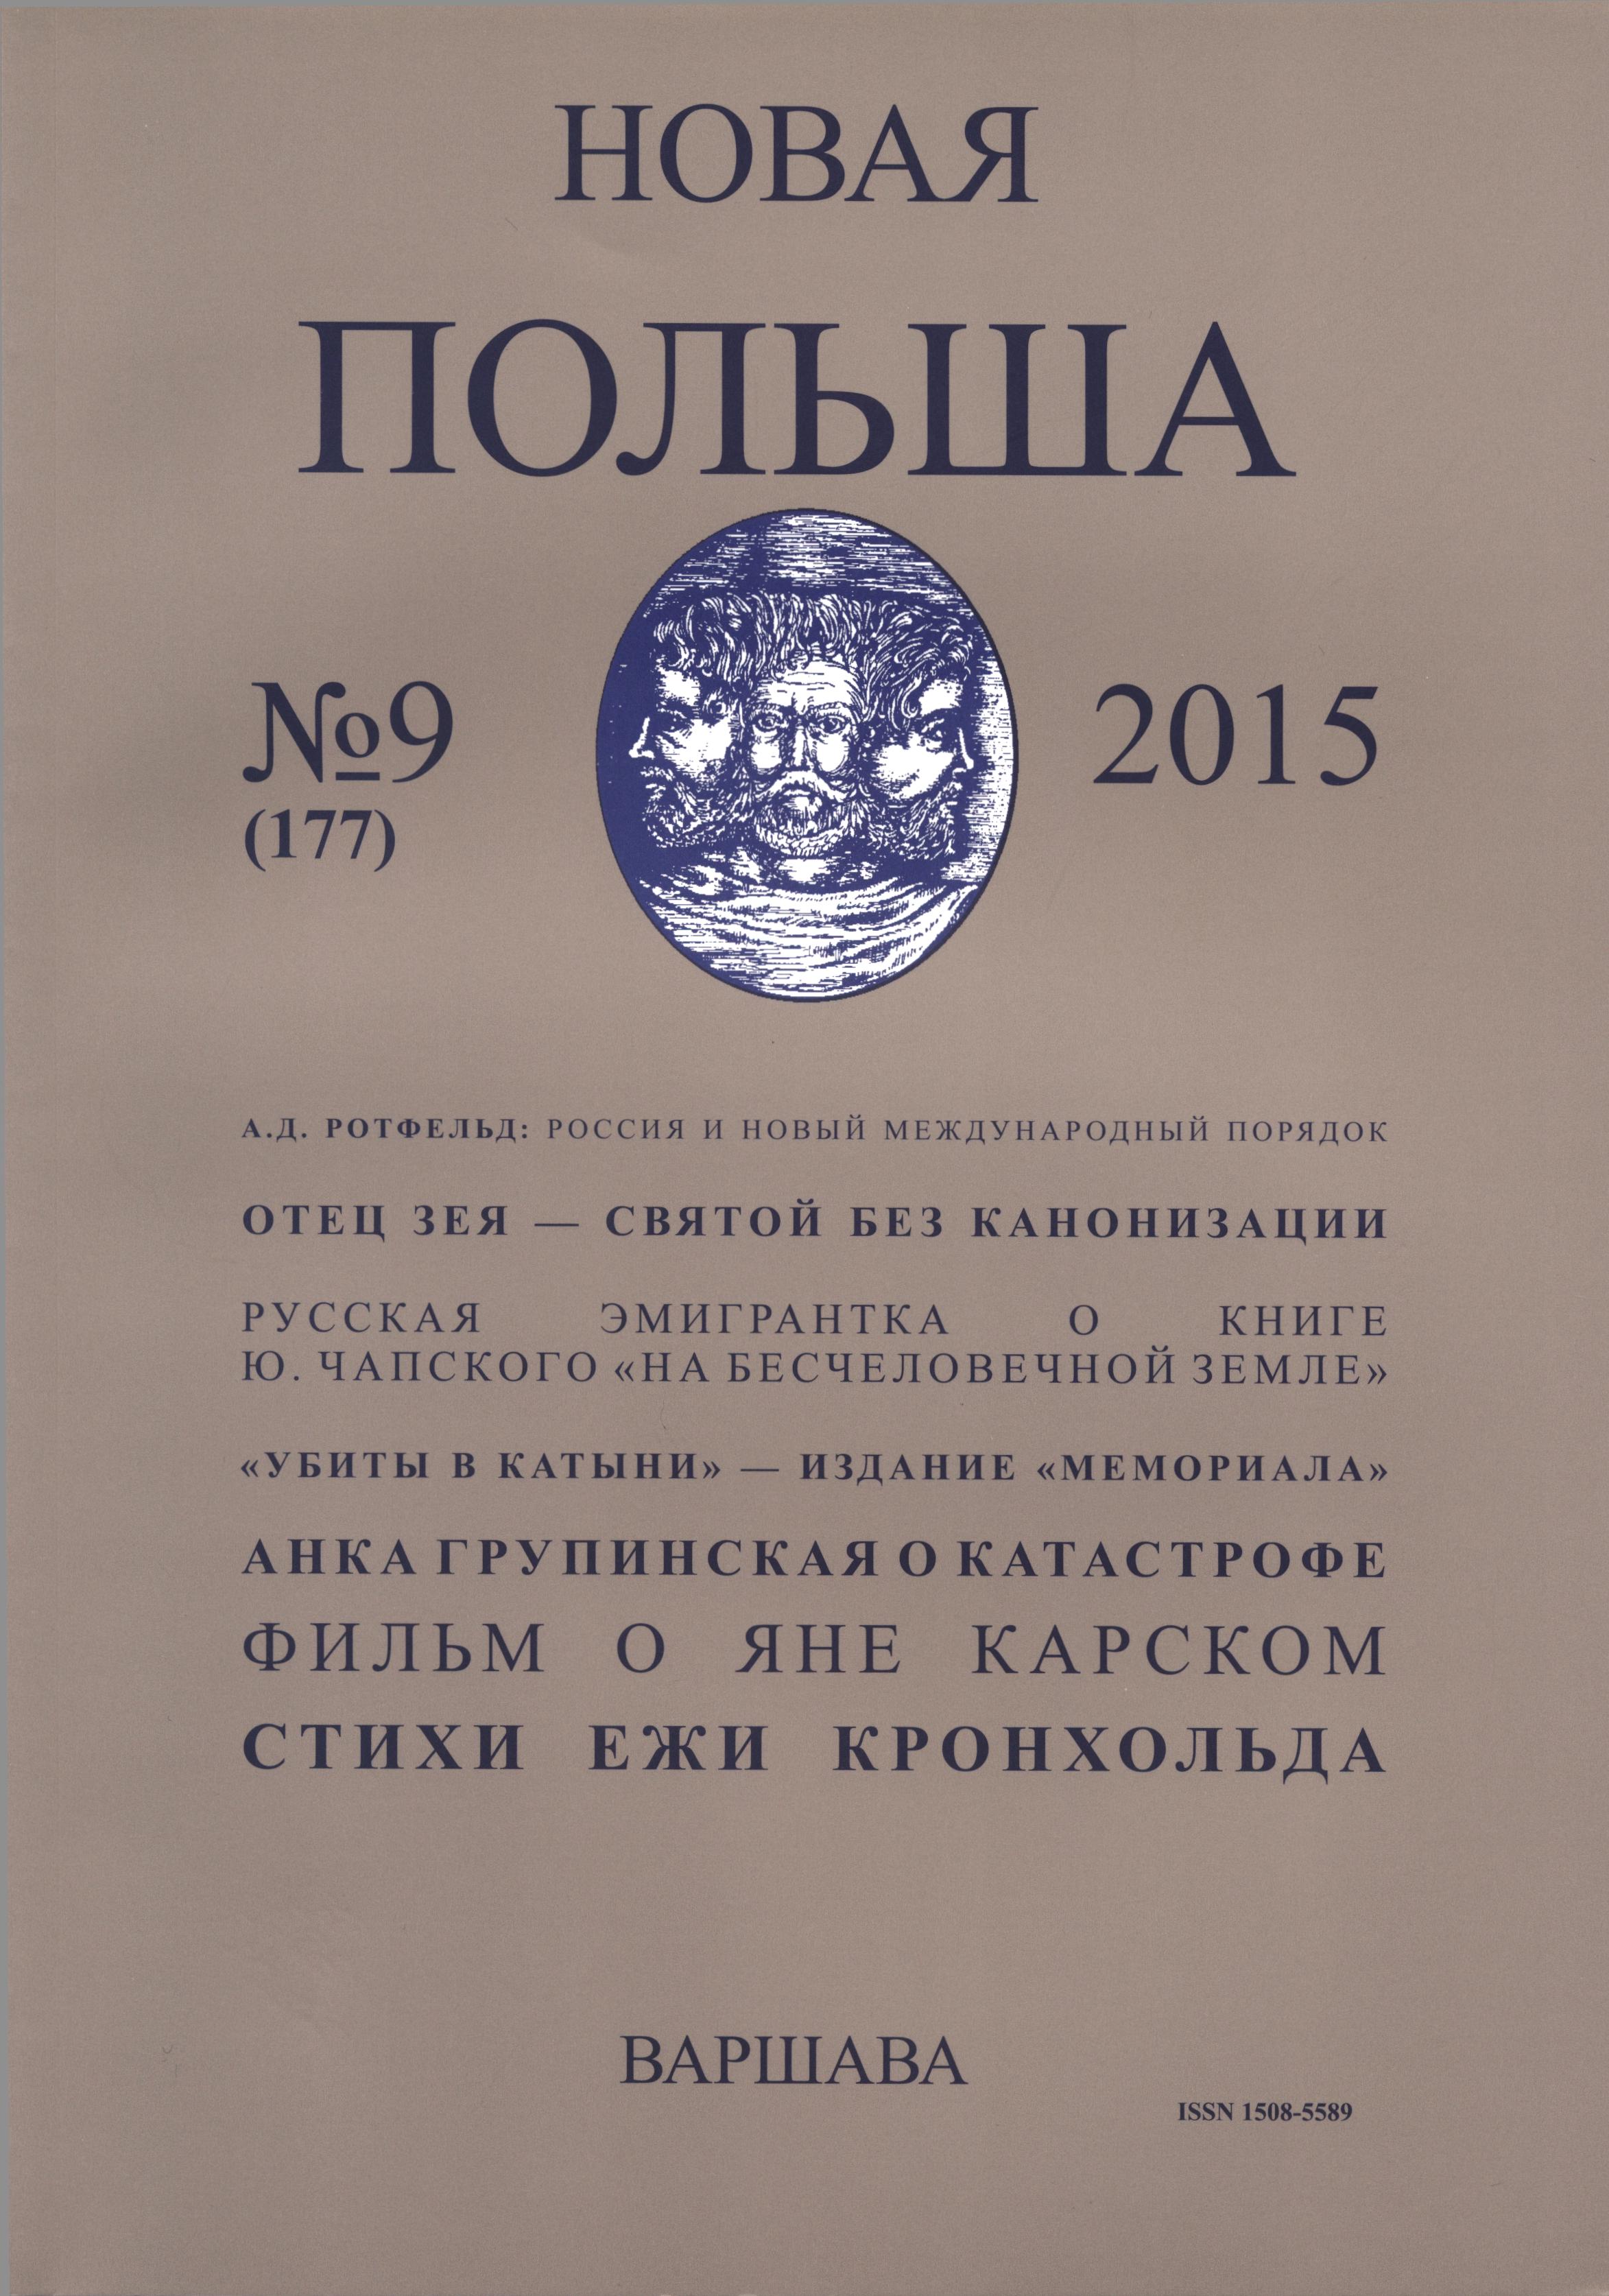 НОВАЯ
ПОЛЬША
№9
(177)
2015
А.Д. РОТФЕЛЬД: РОССИЯ И НОВЫЙ МЕЖДУНАРОДНЫЙ ПОРЯДОК
ОТЕЦ ЗЕЯ — СВЯТОЙ БЕЗ КАНОНИЗАЦИИ
РУССКАЯ ЭМИГРАНТКА О КНИГЕ
Ю. ЧАПСКОГО «НА БЕСЧЕЛОВЕЧНОЙ ЗЕМЛЕ»
«УБИТЫ В КАТЫНИ» — ИЗДАНИЕ «МЕМОРИАЛА»
АНКА ГРУПИНСКАЯ О КАТАСТРОФЕ
ФИЛЬМ О ЯНЕ КАРСКОМ
СТИХИ ЕЖИ КРОНХОЛЬДА
ВАРШАВА
ISSN 1508-5589